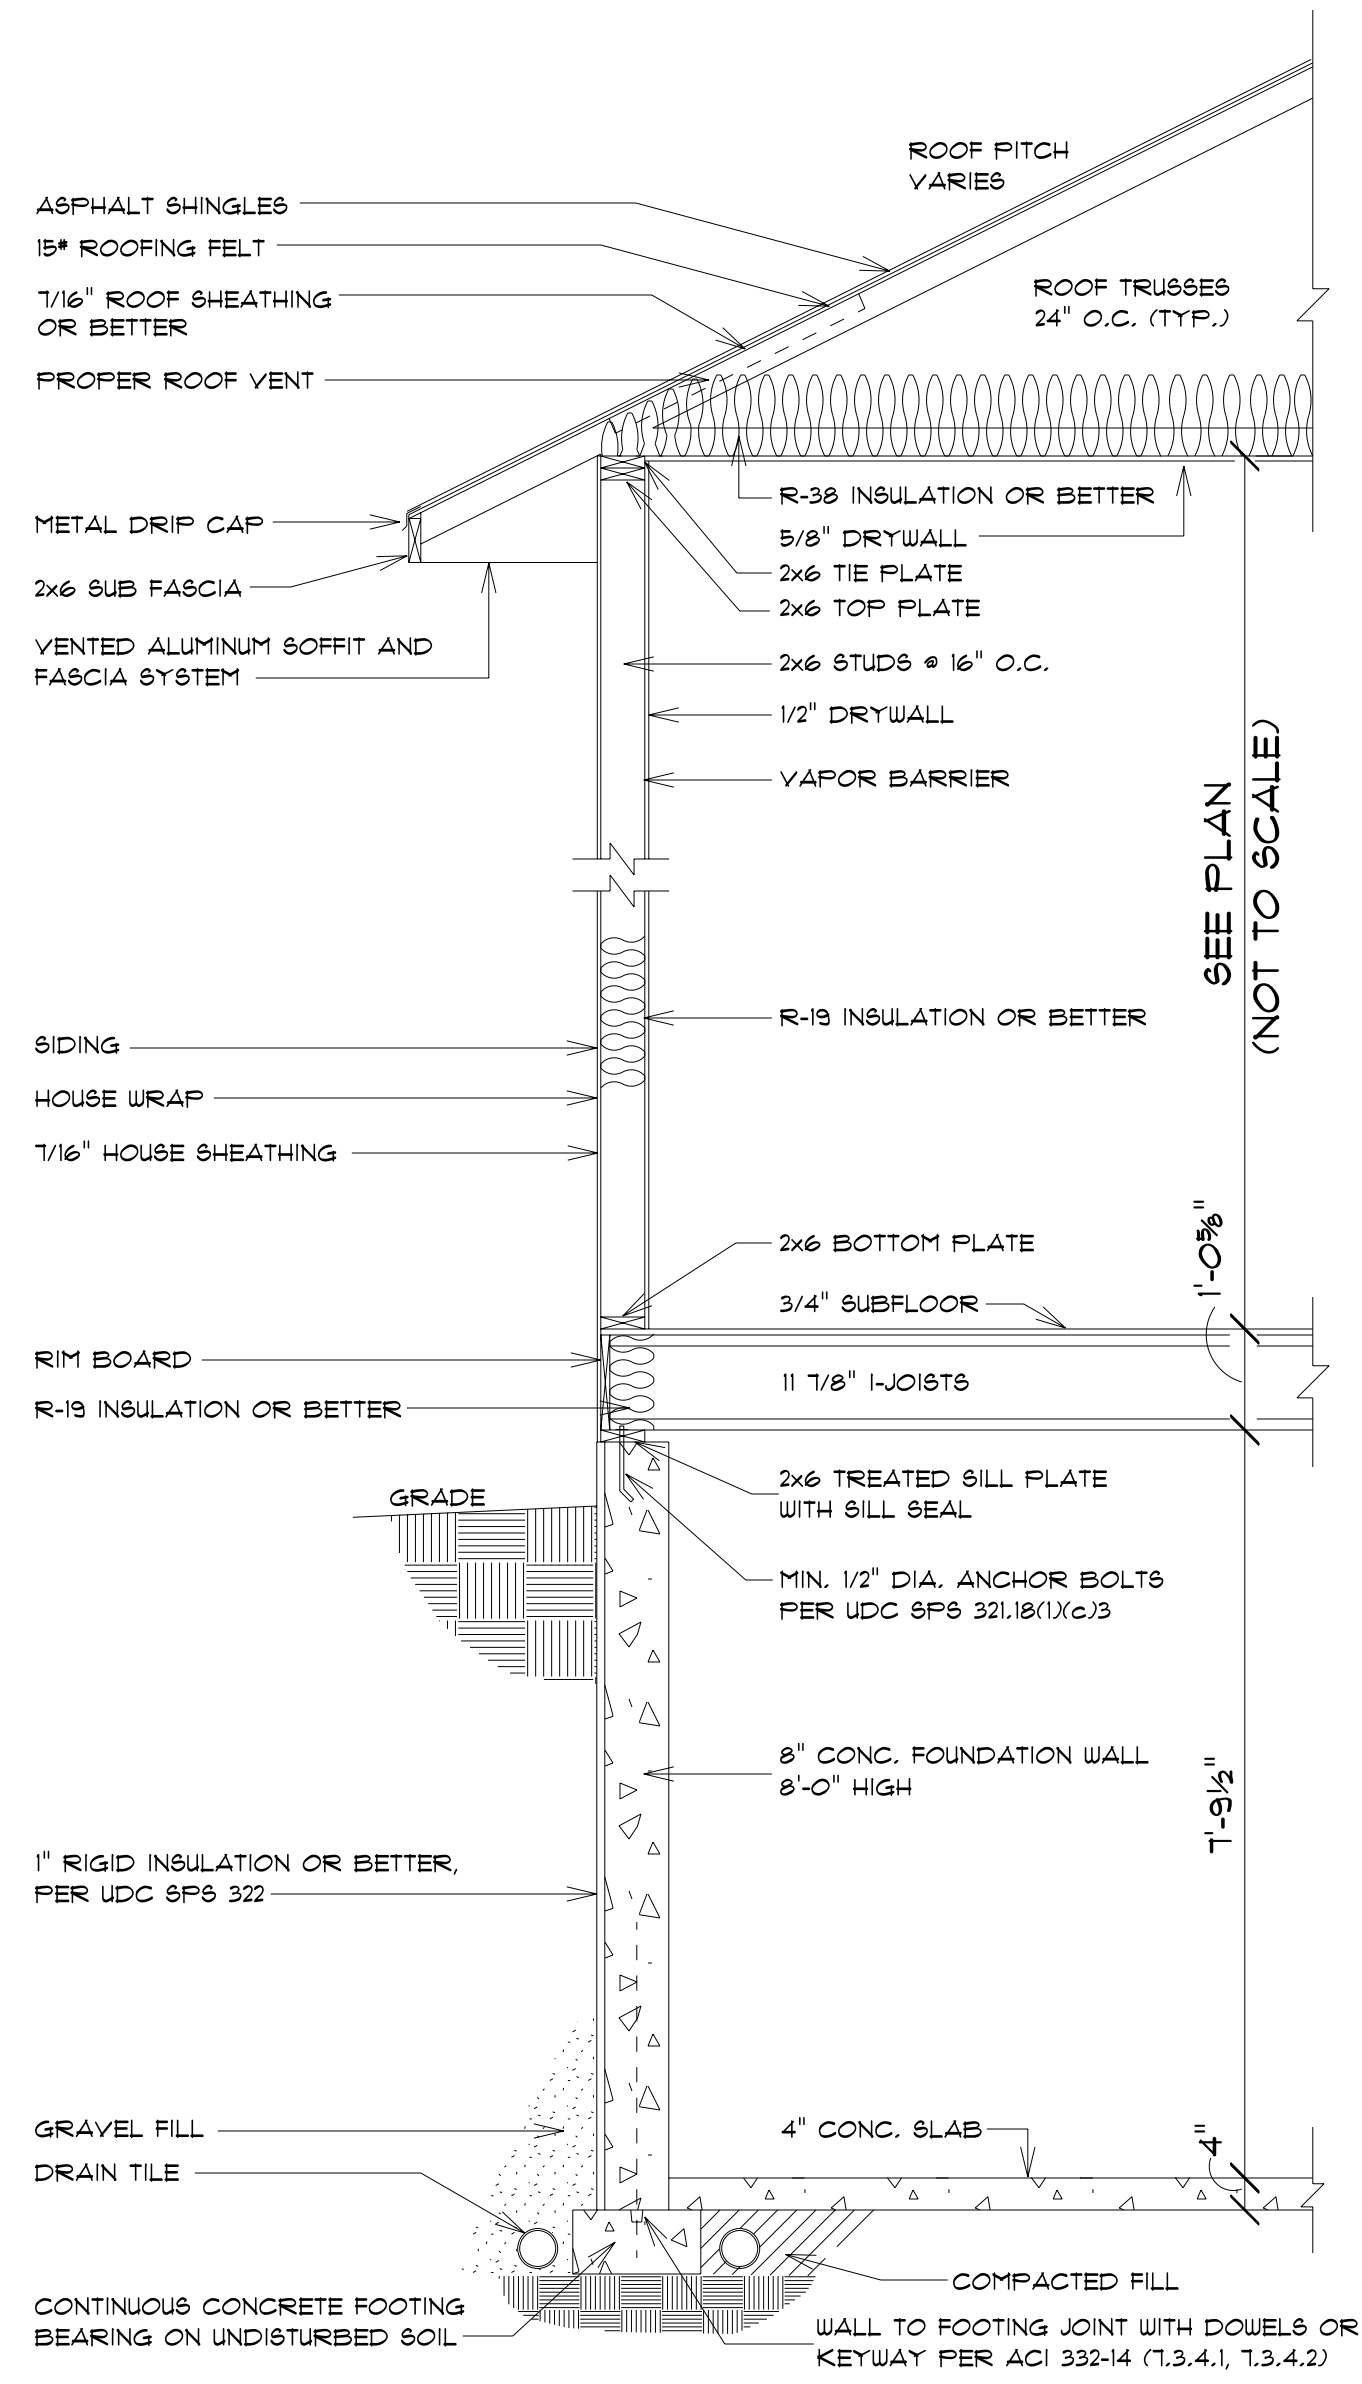 ROOF PITCH
VARIES
ASPHALT SHINGLES
15# ROOFING FELT
7/16" ROOF SHEATHING
OR BETTER
ROOF TRUSSES
24" O.C. (TYP.)
PROPER ROOF VENT
METAL DRIP CAP
2x6 SUB FASCIA
VENTED ALUMINUM SOFFIT AND
FASCIA SYSTEM
R-38 INSULATION OR BETTER
5/8" DRYWALL
2x6 TIE PLATE
2x6 TOP PLATE
2x6 STUDS @ 16" O.C.
1/2" DRYWALL
VAPOR BARRIER
SEE PLAN
(NOT TO SCALE)
R-19 INSULATION OR BETTER
SIDING
HOUSE WRAP
7/16" HOUSE SHEATHING
2x6 BOTTOM PLATE
3/4" SUBFLOOR
1'-0⅝"
RIM BOARD
11 7/8" I-JOISTS
R-19 INSULATION OR BETTER
GRADE
2x6 TREATED SILL PLATE
WITH SILL SEAL
MIN. 1/2" DIA. ANCHOR BOLTS
PER UDC SPS 321.18(1)(c)3
8" CONC. FOUNDATION WALL
8'-0" HIGH
7'-9½"
1" RIGID INSULATION OR BETTER,
PER UDC SPS 322
GRAVEL FILL
DRAIN TILE
4" CONC. SLAB
4"
COMPACTED FILL
CONTINUOUS CONCRETE FOOTING
BEARING ON UNDISTURBED SOIL
WALL TO FOOTING JOINT WITH DOWELS OR
KEYWAY PER ACI 332-14 (7.3.4.1, 7.3.4.2)